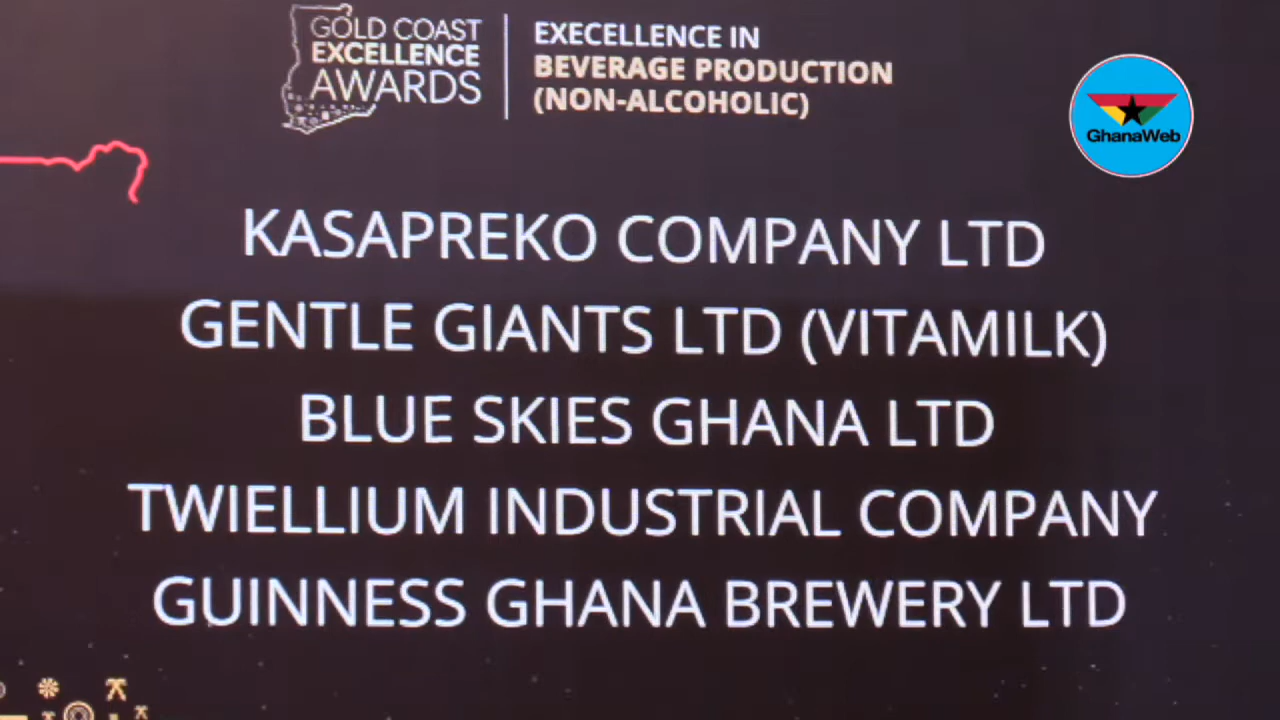 GOLD COAST
EXCELLENCE
AWARDS
EXECELLENCE IN
BEVERAGE PRODUCTION
(NON-ALCOHOLIC)
GhanaWeb
KASAPREKO COMPANY LTD
GENTLE GIANTS LTD (VITAMILK)
BLUE SKIES GHANA LTD
TWIELLIUM INDUSTRIAL COMPANY
GUINNESS GHANA BREWERY LTD